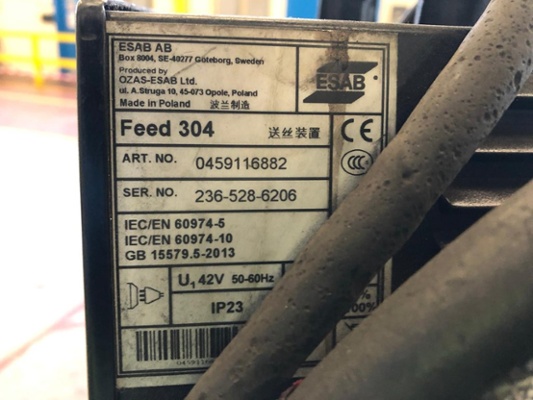 ESAB AB
Box 8004, SE-40277 Göteborg, Sweden
Produced by
OZAS-ESAB Ltd.
ul. A.Struga 10, 45-073 Opole, Poland
Made in Poland 波兰制造
ESAB
Feed 304 送丝装置 CE
ART. NO. 0459116882
CCC
SER. NO. 236-528-6206
IEC/EN 60974-5
IEC/EN 60974-10
GB 15579.5-2013
U1 42V 50-60Hz
IP23